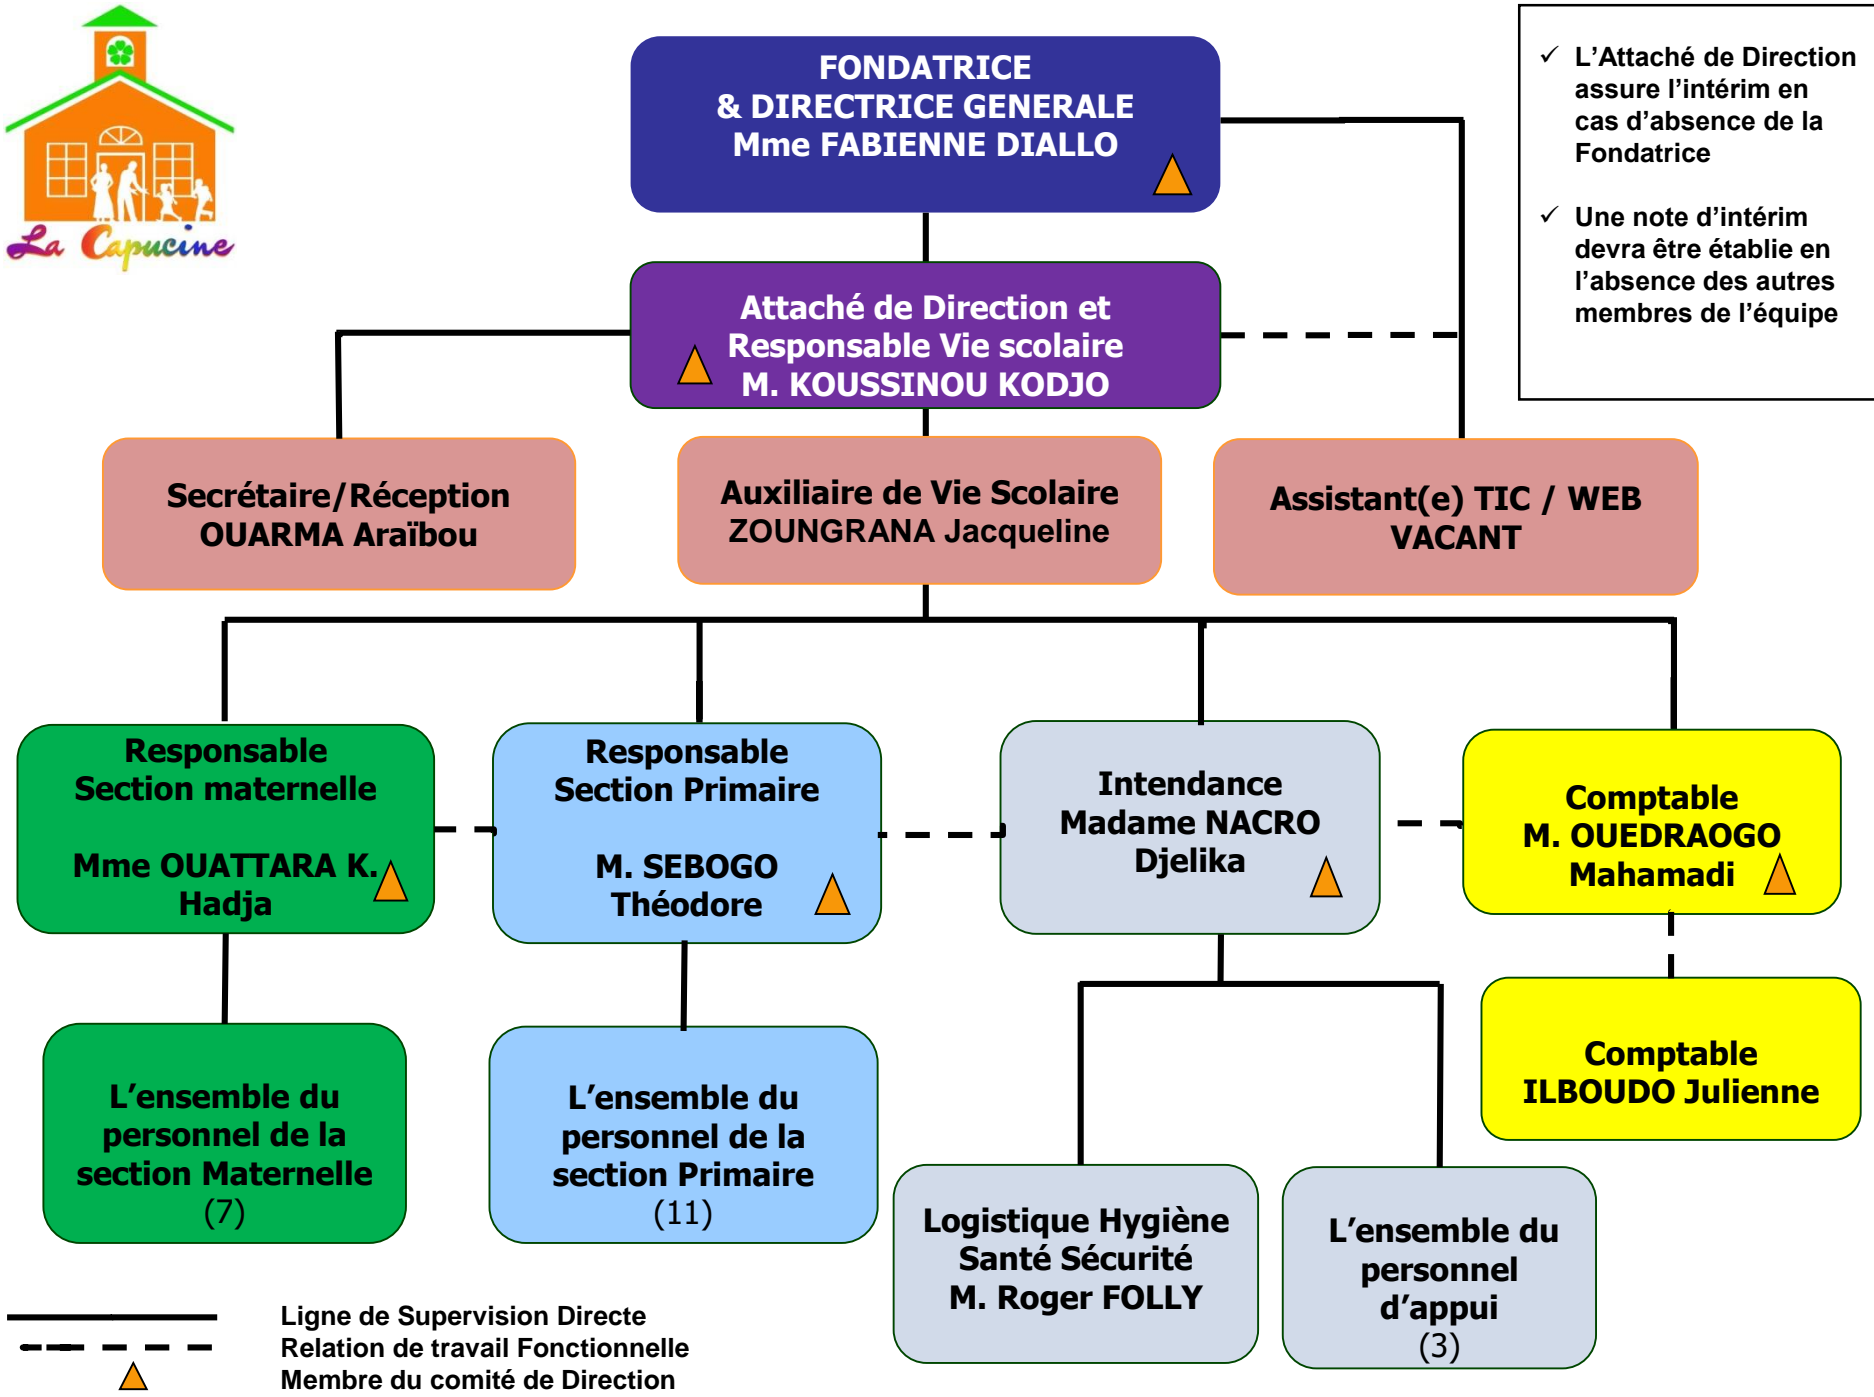 La Capucine
FONDATRICE
& DIRECTRICE GENERALE
Mme FABIENNE DIALLO
✓ L’Attaché de Direction
assure l’intérim en
cas d’absence de la
Fondatrice
✓ Une note d’intérim
devra être établie en
l’absence des autres
membres de l’équipe
Attaché de Direction et
Responsable Vie scolaire
M. KOUSSINOU KODJO
Secrétaire/Réception
OUARMA Araïbou
Auxiliaire de Vie Scolaire
ZOUNGRANA Jacqueline
Assistant(e) TIC / WEB
VACANT
Responsable
Section maternelle
Mme OUATTARA K.
Hadja
Responsable
Section Primaire
M. SEBOGO
Théodore
Intendance
Madame NACRO
Djelika
Comptable
M. OUEDRAOGO
Mahamadi
L’ensemble du
personnel de la
section Maternelle
(7)
L’ensemble du
personnel de la
section Primaire
(11)
Logistique Hygiène
Santé Sécurité
M. Roger FOLLY
L’ensemble du
personnel
d’appui
(3)
Comptable
ILBOUDO Julienne
Ligne de Supervision Directe
Relation de travail Fonctionnelle
Membre du comité de Direction